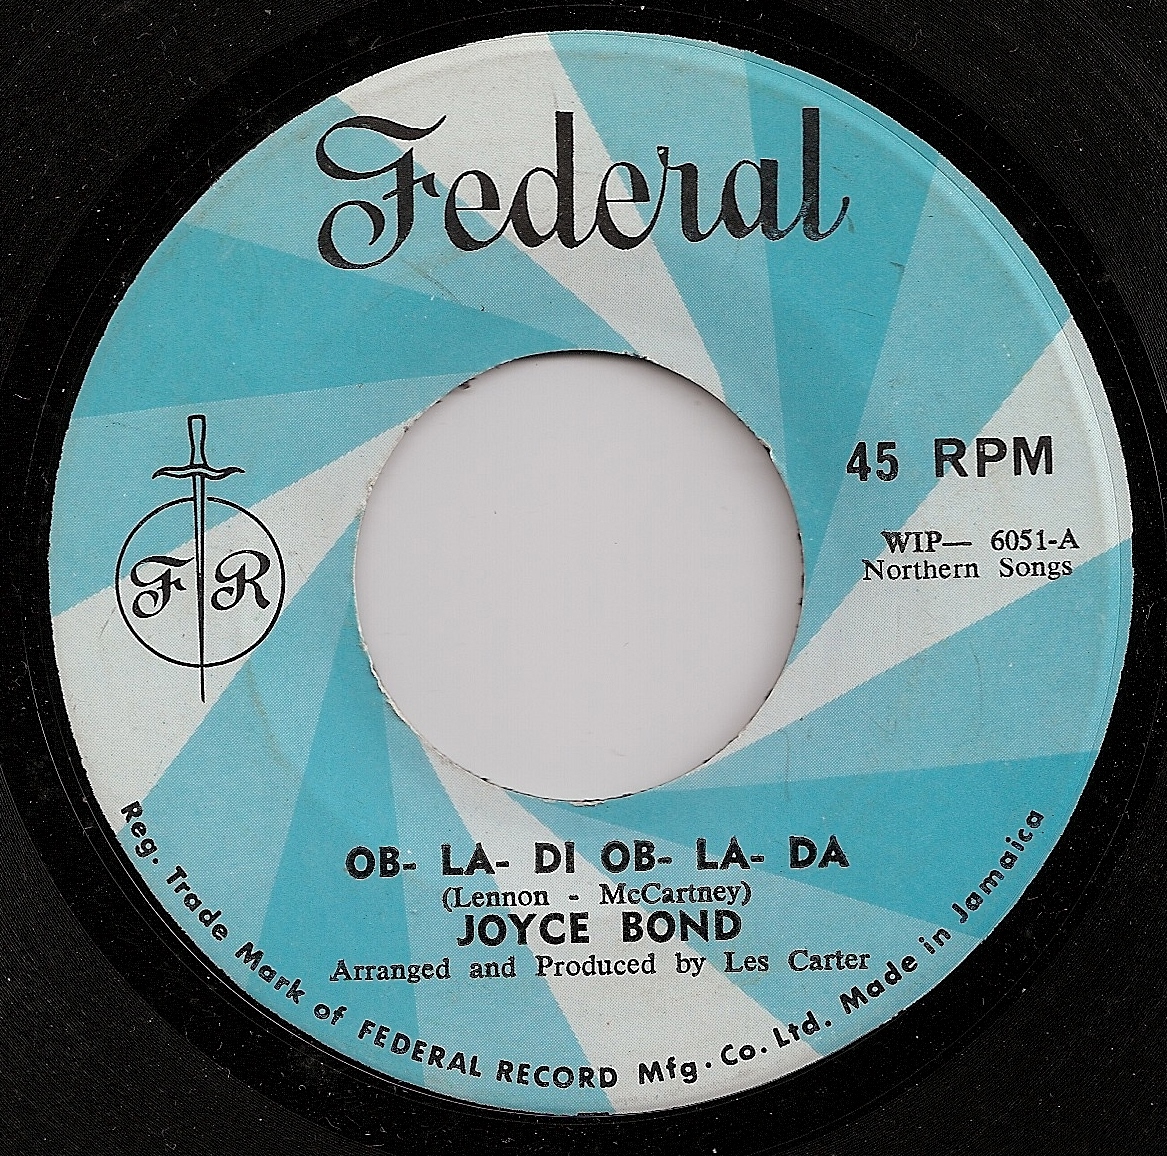 Federal
45 RPM
WIP— 6051-A
Northern Songs
F R
OB- LA- DI OB- LA- DA
(Lennon - McCartney)
JOYCE BOND
Arranged and Produced by Les Carter
Reg. Trade Mark of FEDERAL RECORD Mfg. Co. Ltd. Made in Jamaica